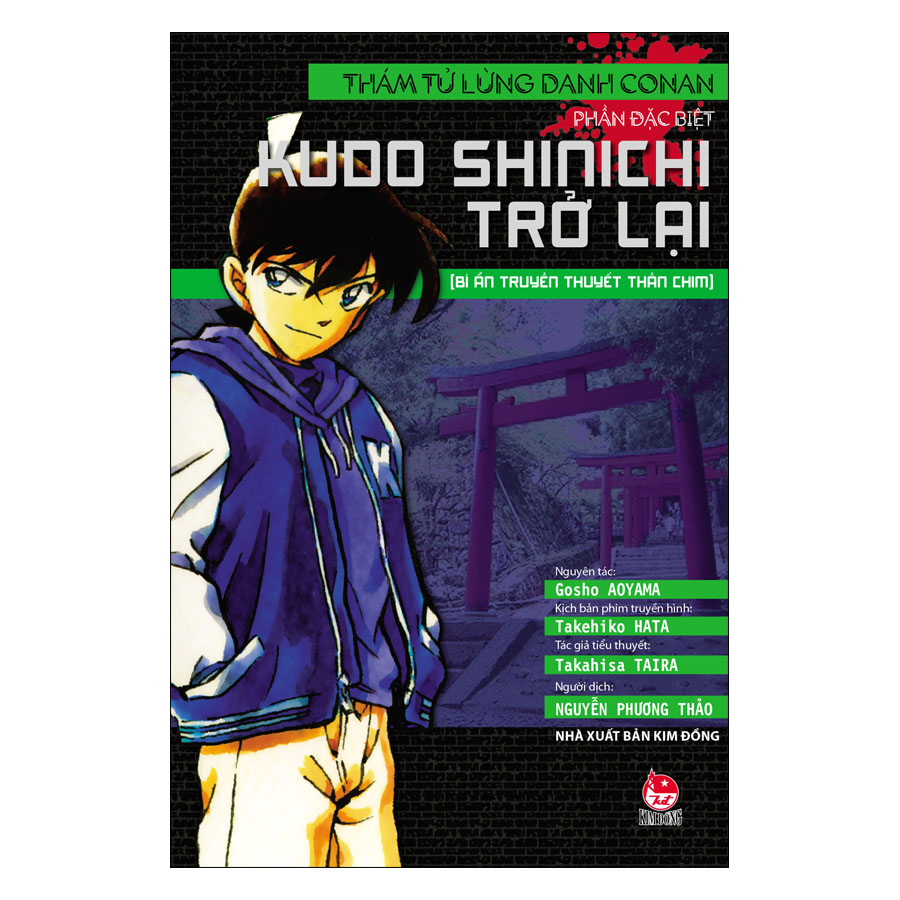 THÁM TỬ LỪNG DANH CONAN
PHẦN ĐẶC BIỆT
KUDO SHINICHI
TRỞ LẠI
[BÍ ẨN TRUYỀN THUYẾT THẦN CHIM]
Nguyên tác:
Gosho AOYAMA
Kịch bản phim truyền hình:
Takehiko HATA
Tác giả tiểu thuyết:
Takahisa TAIRA
Người dịch:
NGUYỄN PHƯƠNG THẢO
NHÀ XUẤT BẢN KIM ĐỒNG
Kđ
KIM ĐỒNG